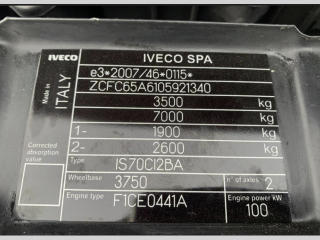 IVECO IVECO SPA
Made in ITALY
e3*2007/46*0115*
ZCFC65A6105921340
3500 kg
7000 kg
1- 1900 kg
2- 2600 kg
Corrected absorption value
Type IS70CI2BA
Wheelbase 3750 n° of axles 2
Engine type F1CE0441A Engine power kW 100